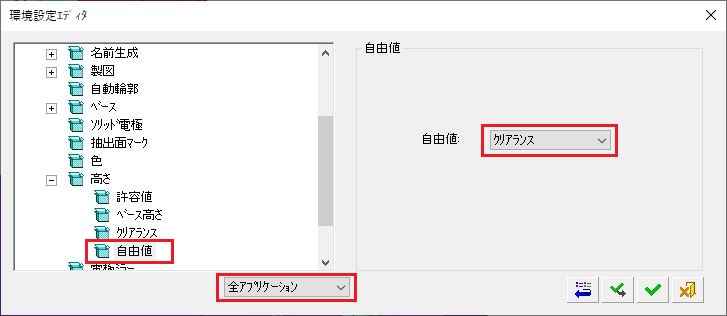 環境設定ｴﾃﾞｨﾀ
名前生成
製図
自動輪郭
ﾍﾞｰｽ
ｿﾘｯﾄﾞ電極
抽出面ﾏｰｸ
色
高さ
許容値
ﾍﾞｰｽ高さ
ｸﾘｱﾗﾝｽ
自由値
自由値
自由値:
ｸﾘｱﾗﾝｽ
全ｱﾌﾟﾘｹｰｼｮﾝ